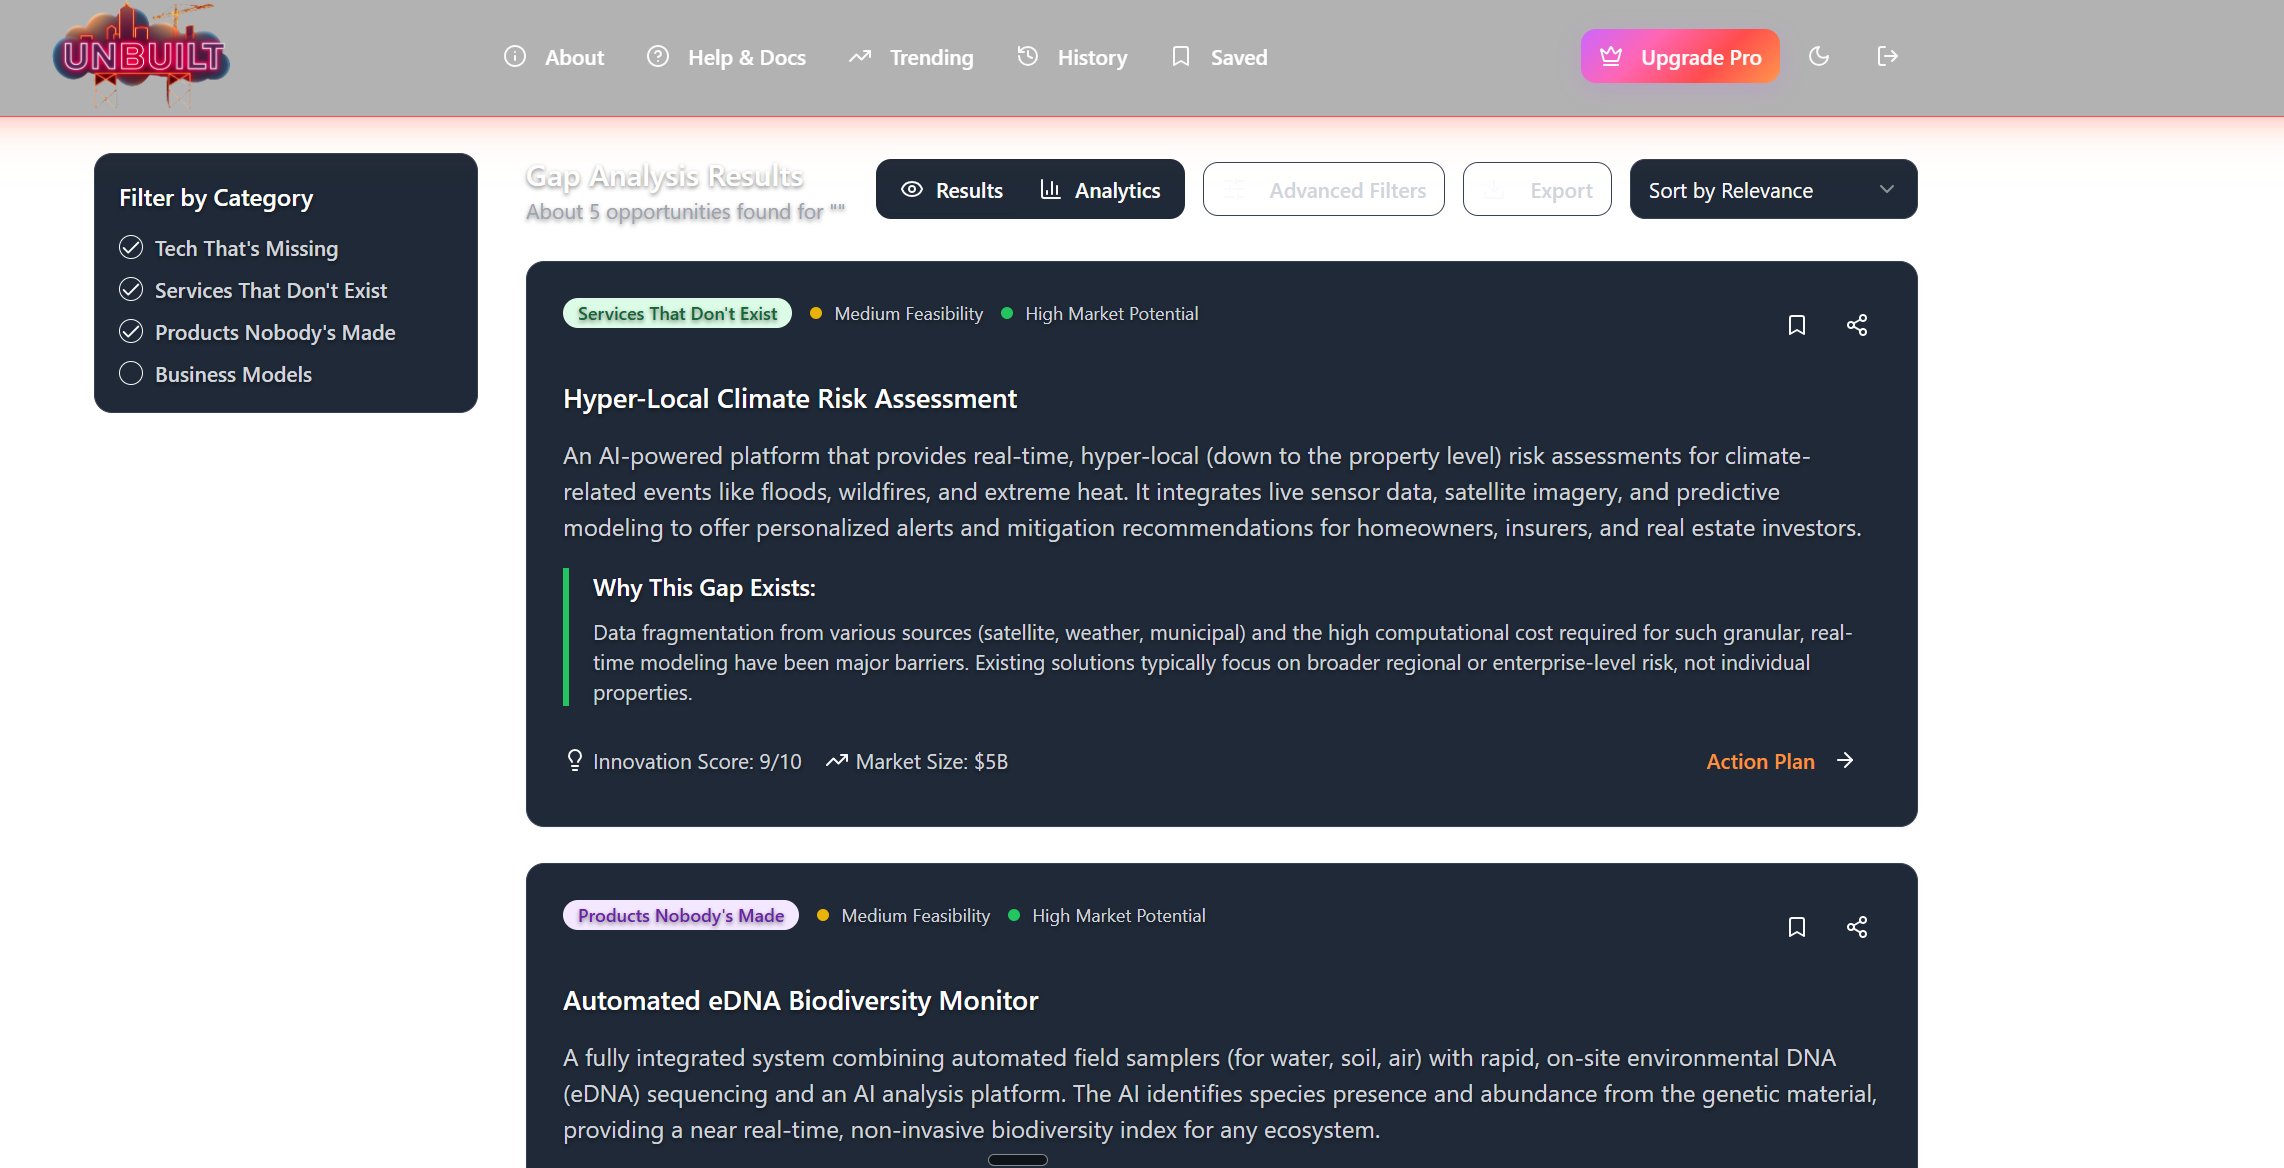 UNBUILT
About
Help & Docs
Trending
History
Saved
Upgrade Pro
Filter by Category
Tech That's Missing
Services That Don't Exist
Products Nobody's Made
Business Models
Gap Analysis Results
About 5 opportunities found for ""
Results
Analytics
Advanced Filters
Export
Sort by Relevance
Services That Don't Exist
Medium Feasibility
High Market Potential
Hyper-Local Climate Risk Assessment
An AI-powered platform that provides real-time, hyper-local (down to the property level) risk assessments for climate-
related events like floods, wildfires, and extreme heat. It integrates live sensor data, satellite imagery, and predictive
modeling to offer personalized alerts and mitigation recommendations for homeowners, insurers, and real estate investors.
Why This Gap Exists:
Data fragmentation from various sources (satellite, weather, municipal) and the high computational cost required for such granular, real-
time modeling have been major barriers. Existing solutions typically focus on broader regional or enterprise-level risk, not individual
properties.
Innovation Score: 9/10
Market Size: $5B
Action Plan
Products Nobody's Made
Medium Feasibility
High Market Potential
Automated eDNA Biodiversity Monitor
A fully integrated system combining automated field samplers (for water, soil, air) with rapid, on-site environmental DNA
(eDNA) sequencing and an AI analysis platform. The AI identifies species presence and abundance from the genetic material,
providing a near real-time, non-invasive biodiversity index for any ecosystem.